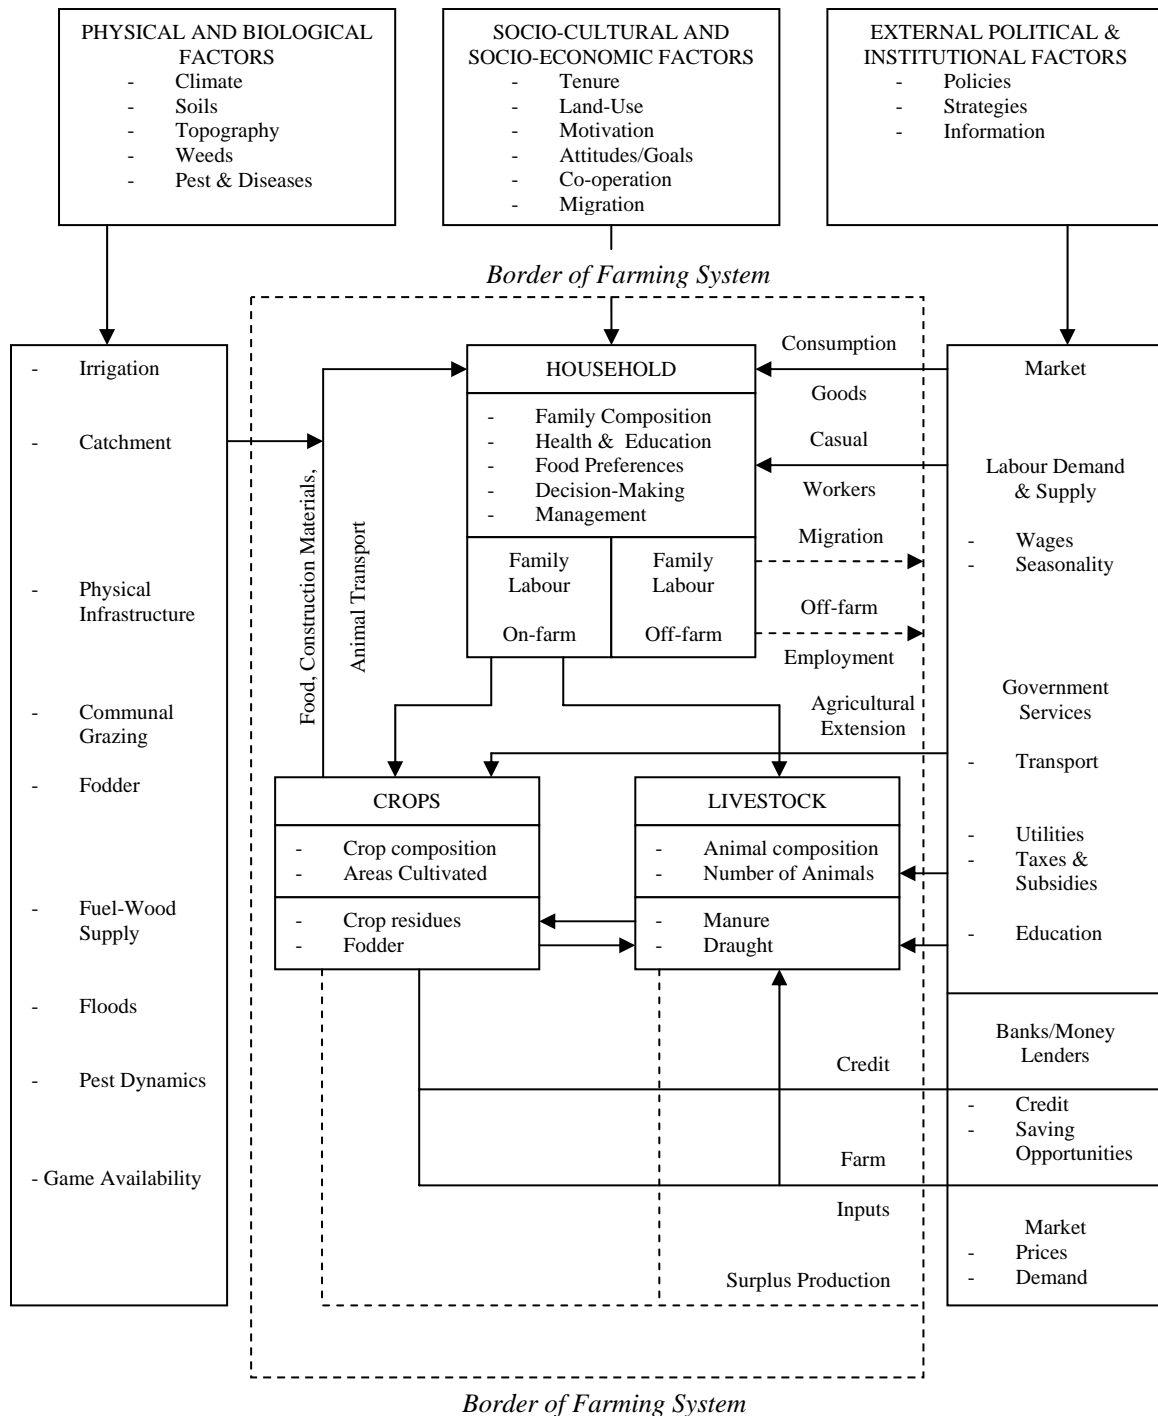 PHYSICAL AND BIOLOGICAL
FACTORS
- Climate
- Soils
- Topography
- Weeds
- Pest & Diseases
SOCIO-CULTURAL AND
SOCIO-ECONOMIC FACTORS
- Tenure
- Land-Use
- Motivation
- Attitudes/Goals
- Co-operation
- Migration
EXTERNAL POLITICAL &
INSTITUTIONAL FACTORS
- Policies
- Strategies
- Information
Border of Farming System
- Irrigation
- Catchment
- Physical
Infrastructure
- Communal
Grazing
- Fodder
- Fuel-Wood
Supply
- Floods
- Pest Dynamics
- Game Availability
Food, Construction Materials,
Animal Transport
HOUSEHOLD
- Family Composition
- Health & Education
- Food Preferences
- Decision-Making
- Management
Family
Labour
On-farm
Family
Labour
Off-farm
Consumption
Goods
Casual
Workers
Migration
Off-farm
Employment
Agricultural
Extension
CROPS
- Crop composition
- Areas Cultivated
- Crop residues
- Fodder
LIVESTOCK
- Animal composition
- Number of Animals
- Manure
- Draught
Credit
Farm
Inputs
Surplus Production
Market
Labour Demand
& Supply
- Wages
- Seasonality
Government
Services
- Transport
- Utilities
- Taxes &
Subsidies
- Education
Banks/Money
Lenders
- Credit
- Saving
Opportunities
Market
- Prices
- Demand
Border of Farming System